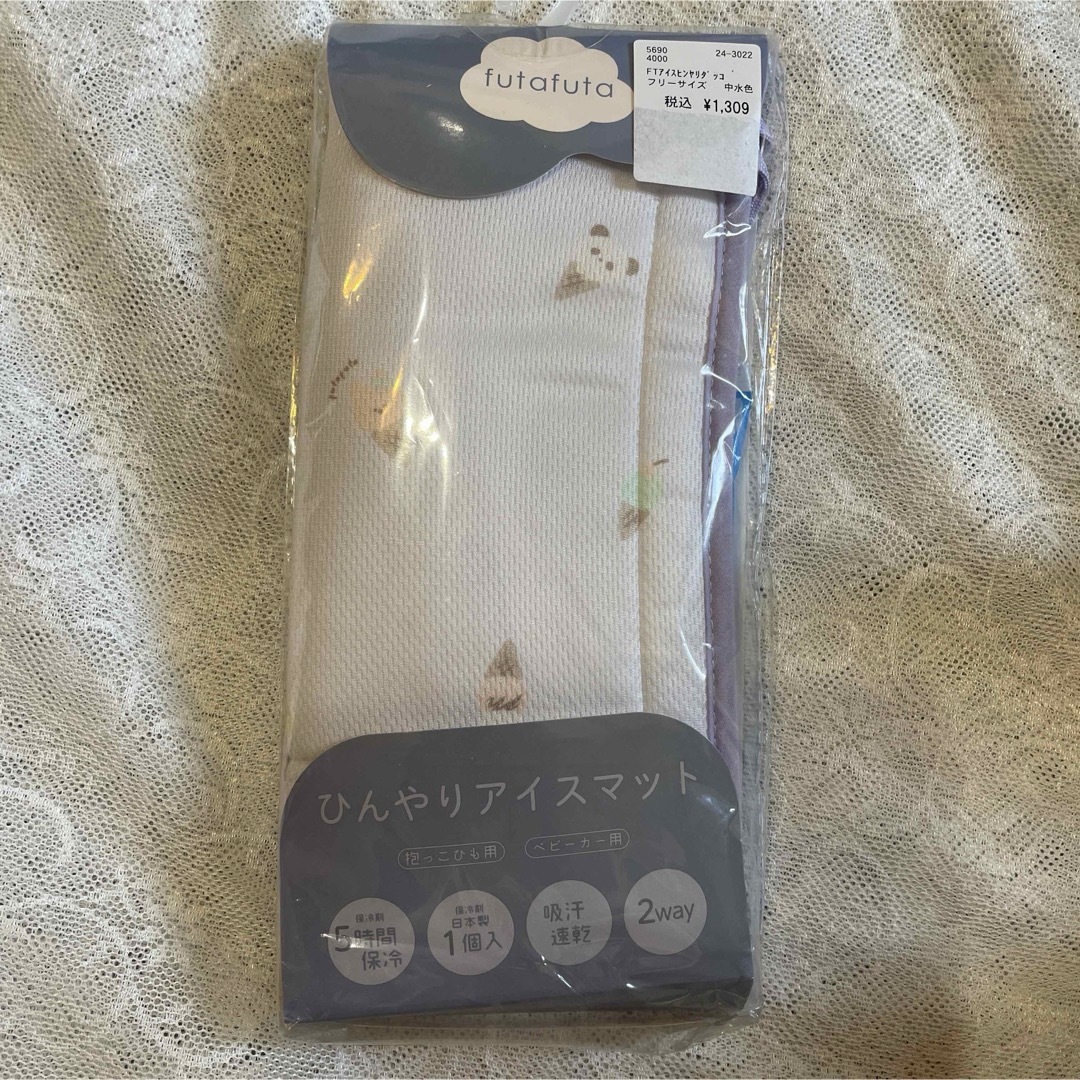 futafuta
5690 24-3022
4000
FTｱｲｽﾋﾝﾔﾘﾀﾞｯｺ
フリーサイズ 中水色
税込 ¥1,309
ひんやりアイスマット
抱っこひも用 ベビーカー用
保冷剤
5時間
保冷
保冷剤
日本製
1個入
吸汗
速乾
2way